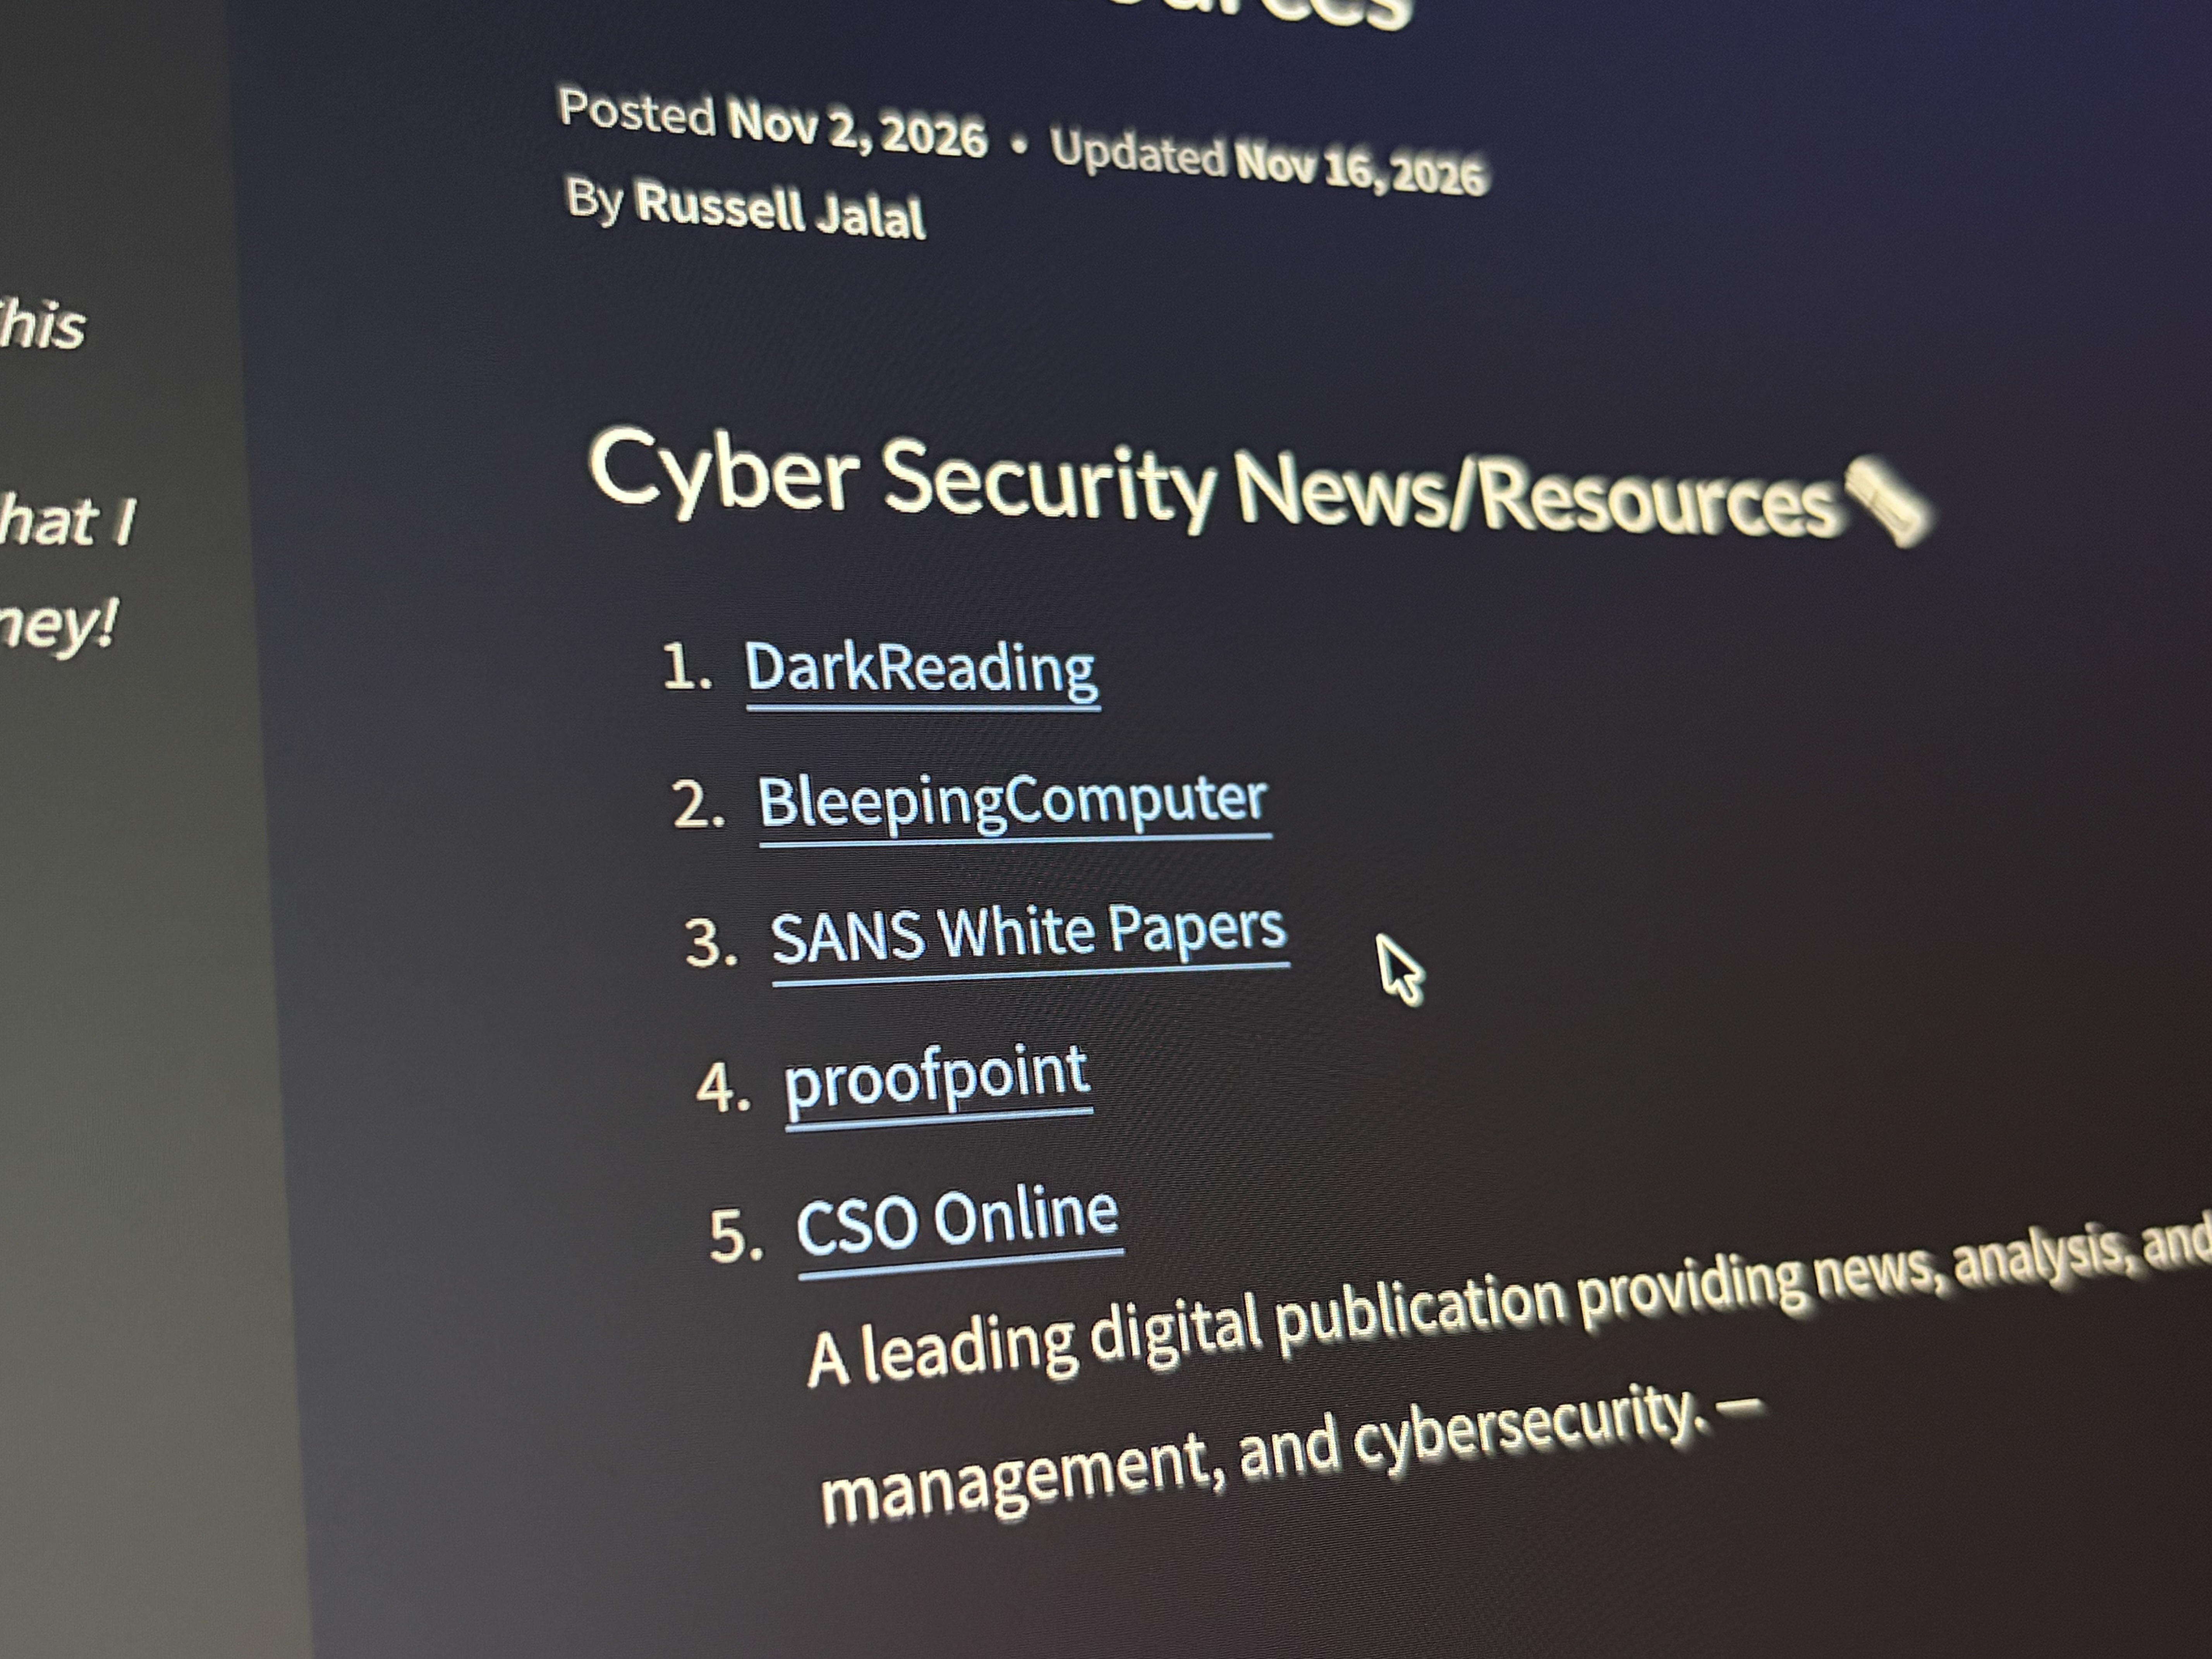 Posted Nov 2, 2026 • Updated Nov 16, 2026
By Russell Jalal
his
hat I
ney!
Cyber Security News/Resources
1. DarkReading
2. BleepingComputer
3. SANS White Papers
4. proofpoint
5. CSO Online
A leading digital publication providing news, analysis, and
management, and cybersecurity. —